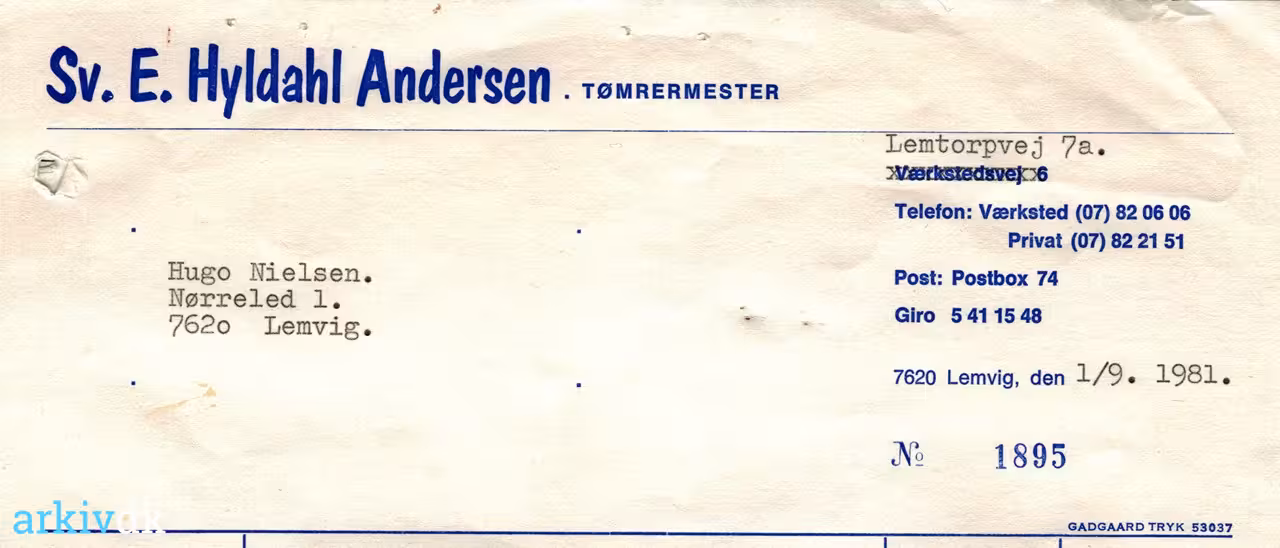 Sv. E. Hyldahl Andersen . TØMRERMESTER
Lemtorpvej 7a.
Værkstedsvej 6
Telefon: Værksted (07) 82 06 06
Privat (07) 82 21 51
Hugo Nielsen.
Nørreled 1.
762o Lemvig.
Post: Postbox 74
Giro 5 41 15 48
7620 Lemvig, den 1/9. 1981.
№ 1895
arkiv.dk
GADGAARD TRYK 53037